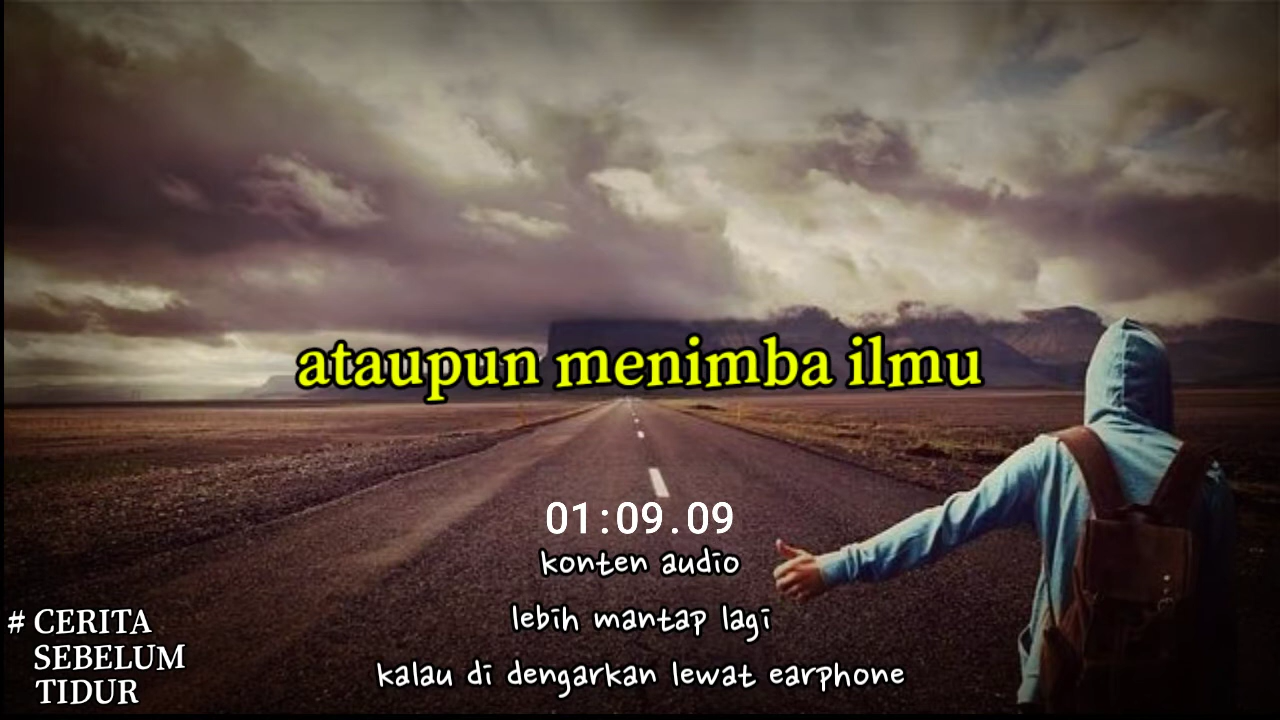 ataupun menimba ilmu
01:09.09
konten audio
lebih mantap lagi
kalau di dengarkan lewat earphone
# CERITA
SEBELUM
TIDUR